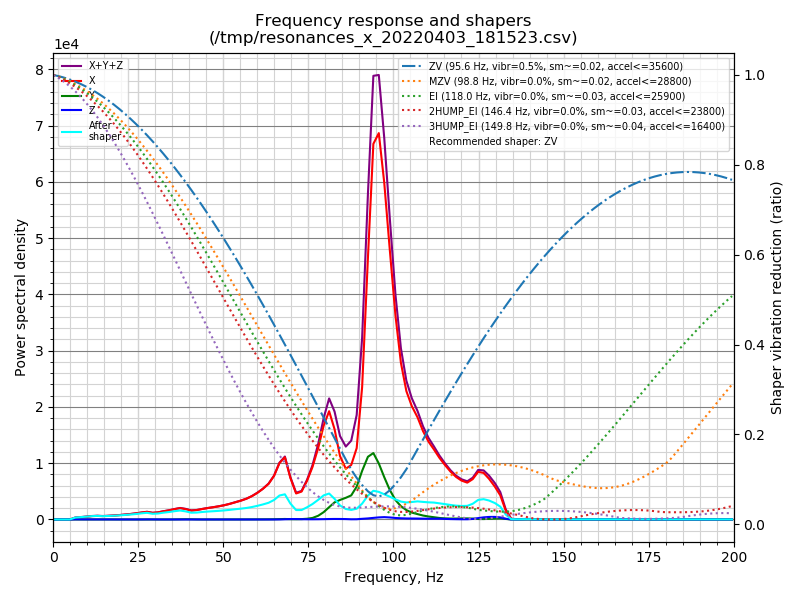 Frequency response and shapers
(/tmp/resonances_x_20220403_181523.csv)
1e4
X+Y+Z
X
Z
After
shaper
ZV (95.6 Hz, vibr=0.5%, sm~=0.02, accel<=35600)
MZV (98.8 Hz, vibr=0.0%, sm~=0.02, accel<=28800)
EI (118.0 Hz, vibr=0.0%, sm~=0.03, accel<=25900)
2HUMP_EI (146.4 Hz, vibr=0.0%, sm~=0.03, accel<=23800)
3HUMP_EI (149.8 Hz, vibr=0.0%, sm~=0.04, accel<=16400)
Recommended shaper: ZV
8
7
6
5
4
3
2
1
0
Power spectral density
1.0
0.8
0.6
0.4
0.2
0.0
Shaper vibration reduction (ratio)
0 25 50 75 100 125 150 175 200
Frequency, Hz